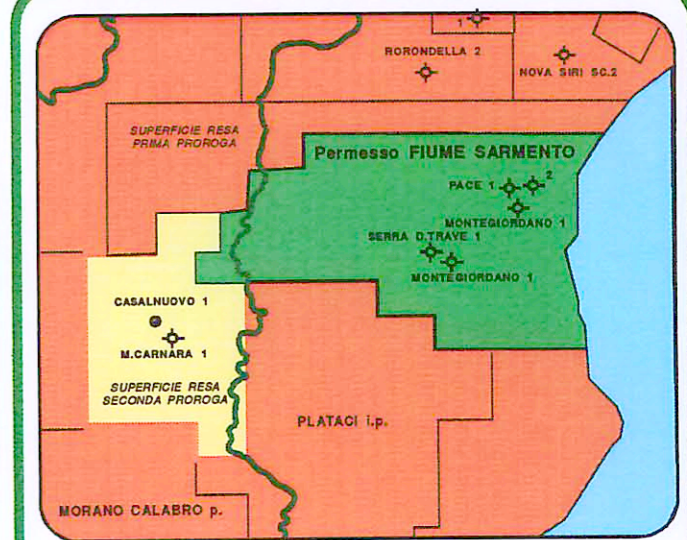 1
RORONDELLA 2
NOVA SIRI SC.2
SUPERFICIE RESA
PRIMA PROROGA
Permesso FIUME SARMENTO
PACE 1
2
MONTEGIORDANO 1
SERRA D.TRAVE 1
MONTEGIORDANO 1
CASALNUOVO 1
M.CARNARA 1
SUPERFICIE RESA
SECONDA PROROGA
PLATACI i.p.
MORANO CALABRO p.